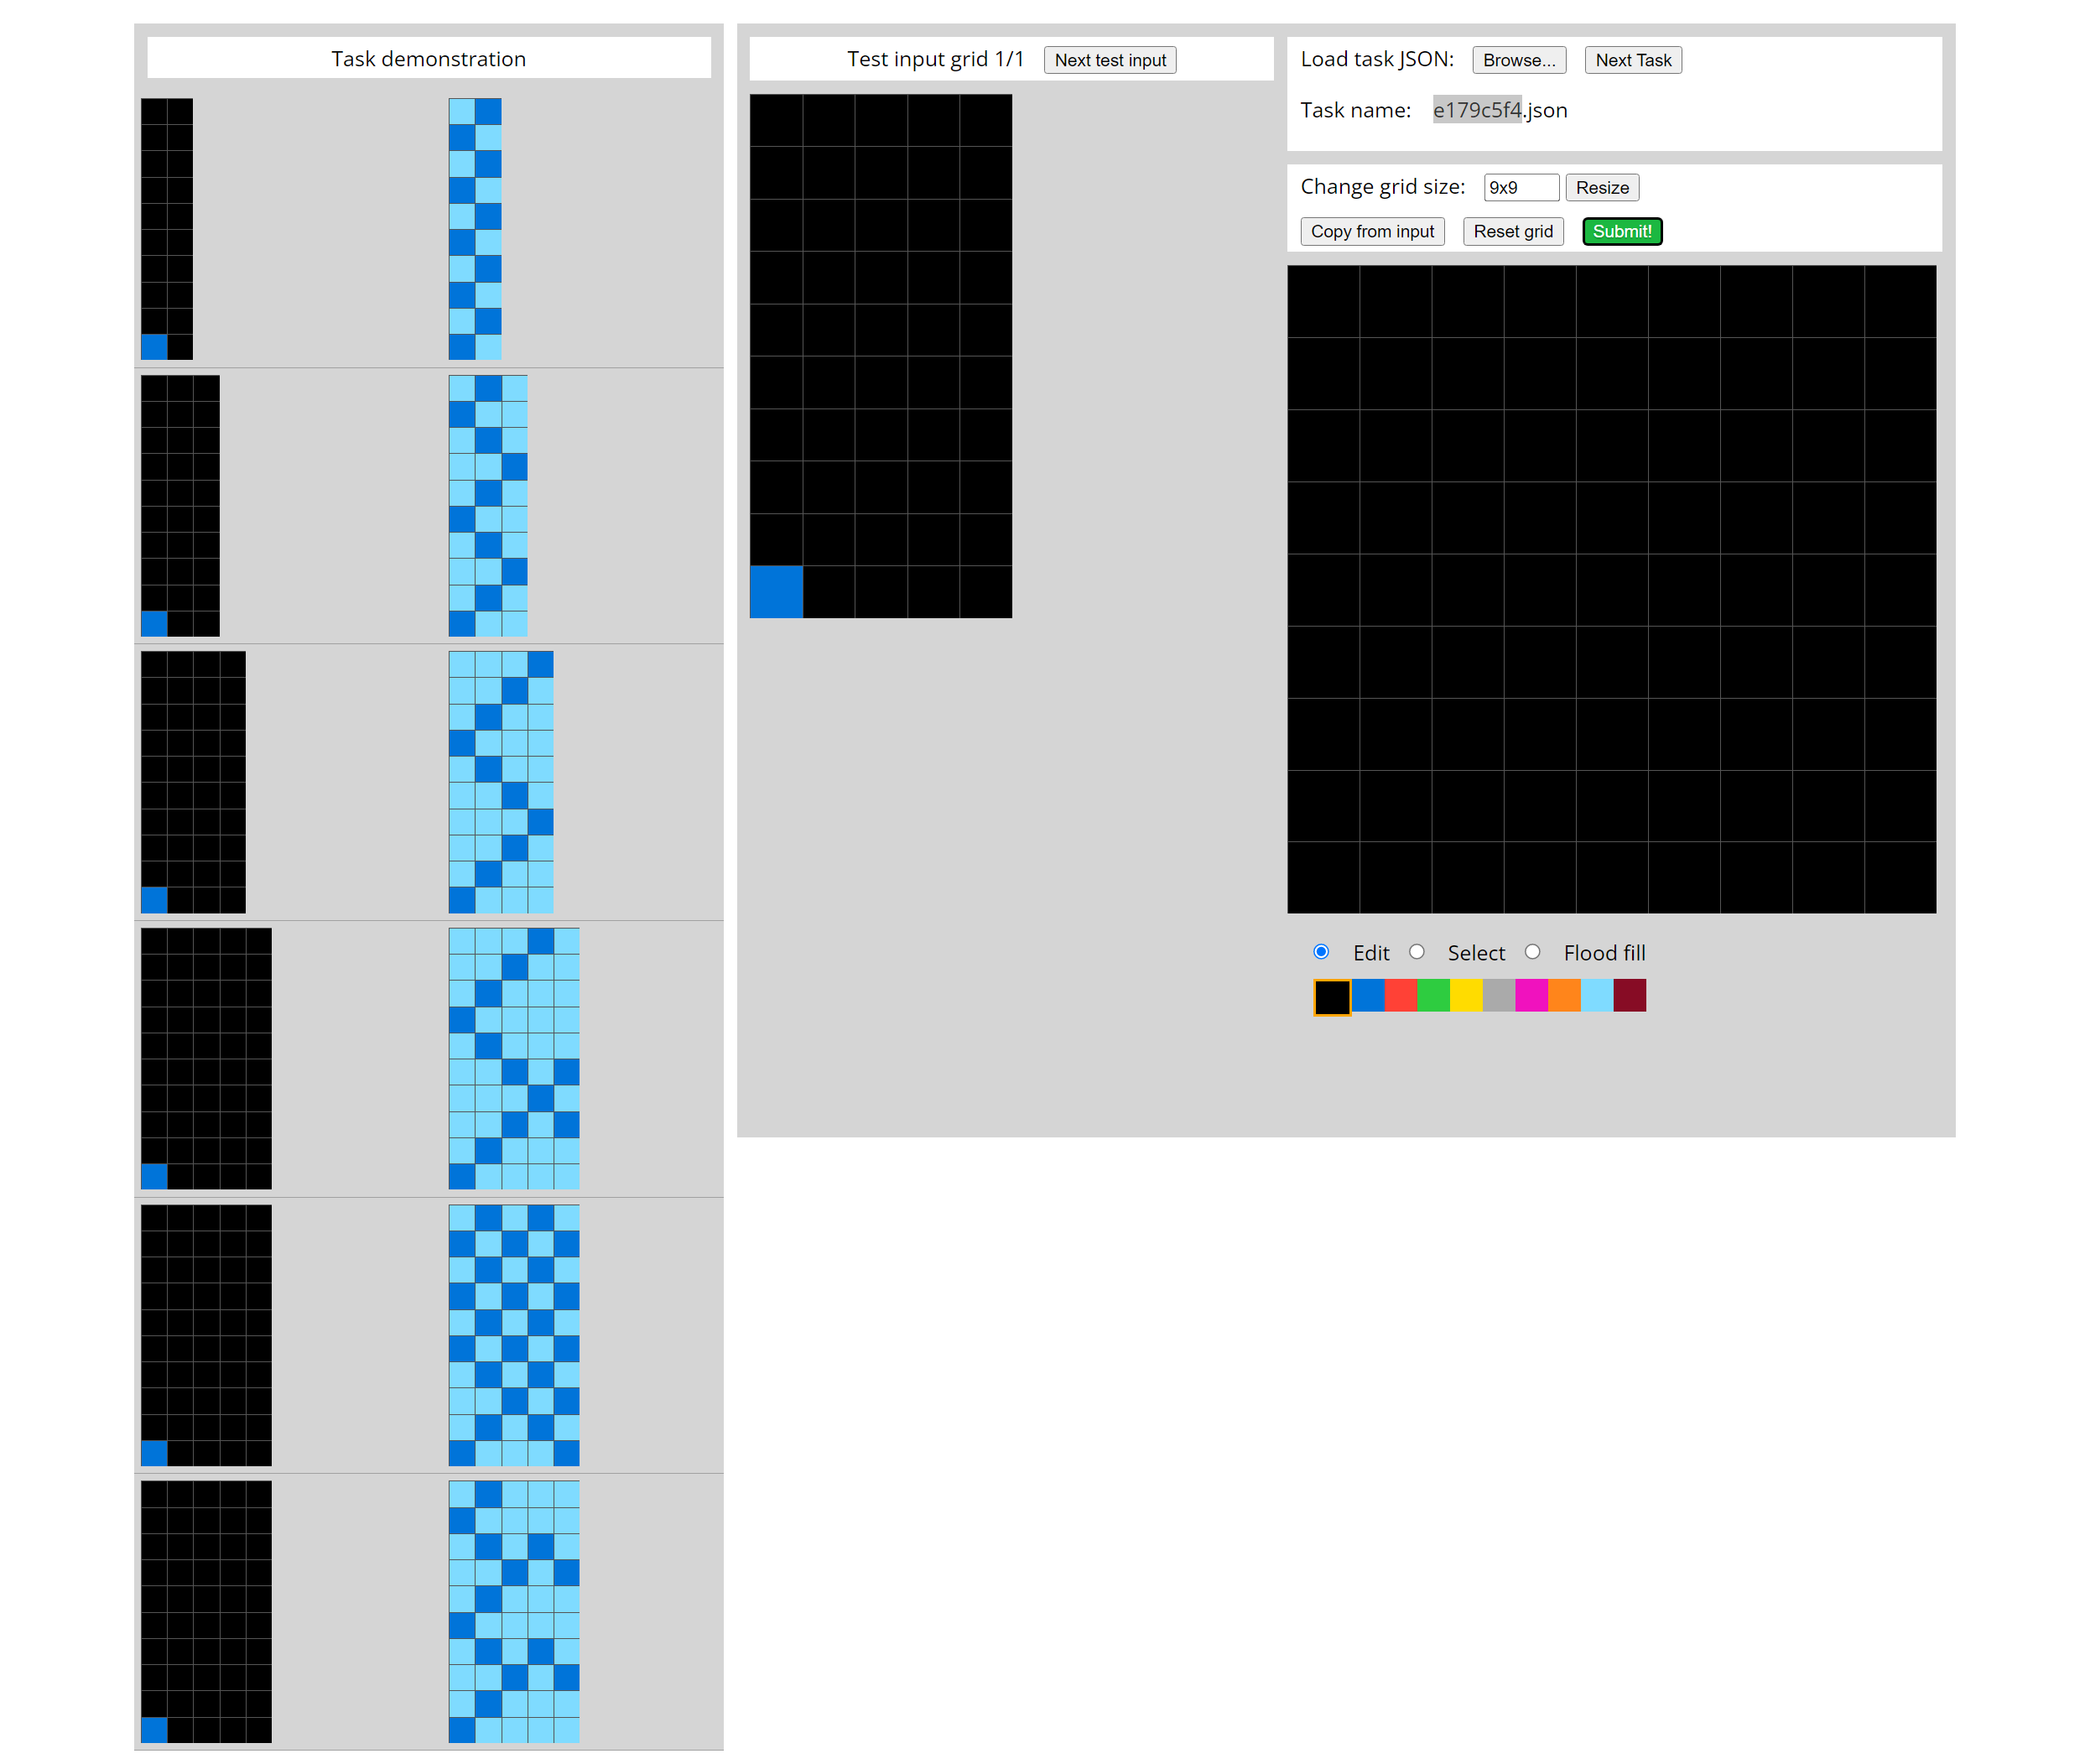 Task demonstration
Test input grid 1/1 Next test input
Load task JSON: Browse... Next Task
Task name: e179c5f4.json
Change grid size: 9x9 Resize
Copy from input Reset grid Submit!
Edit Select Flood fill